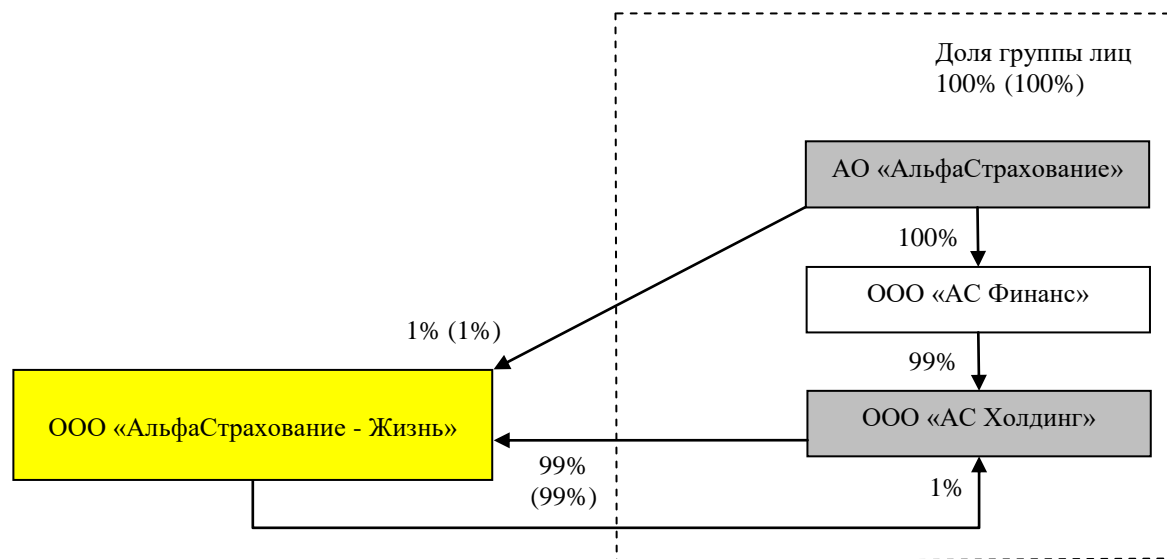 Доля группы лиц
100% (100%)
АО «АльфаСтрахование»
100%
ООО «АС Финанс»
1% (1%)
99%
ООО «АльфаСтрахование - Жизнь»
ООО «АС Холдинг»
99%
(99%)
1%